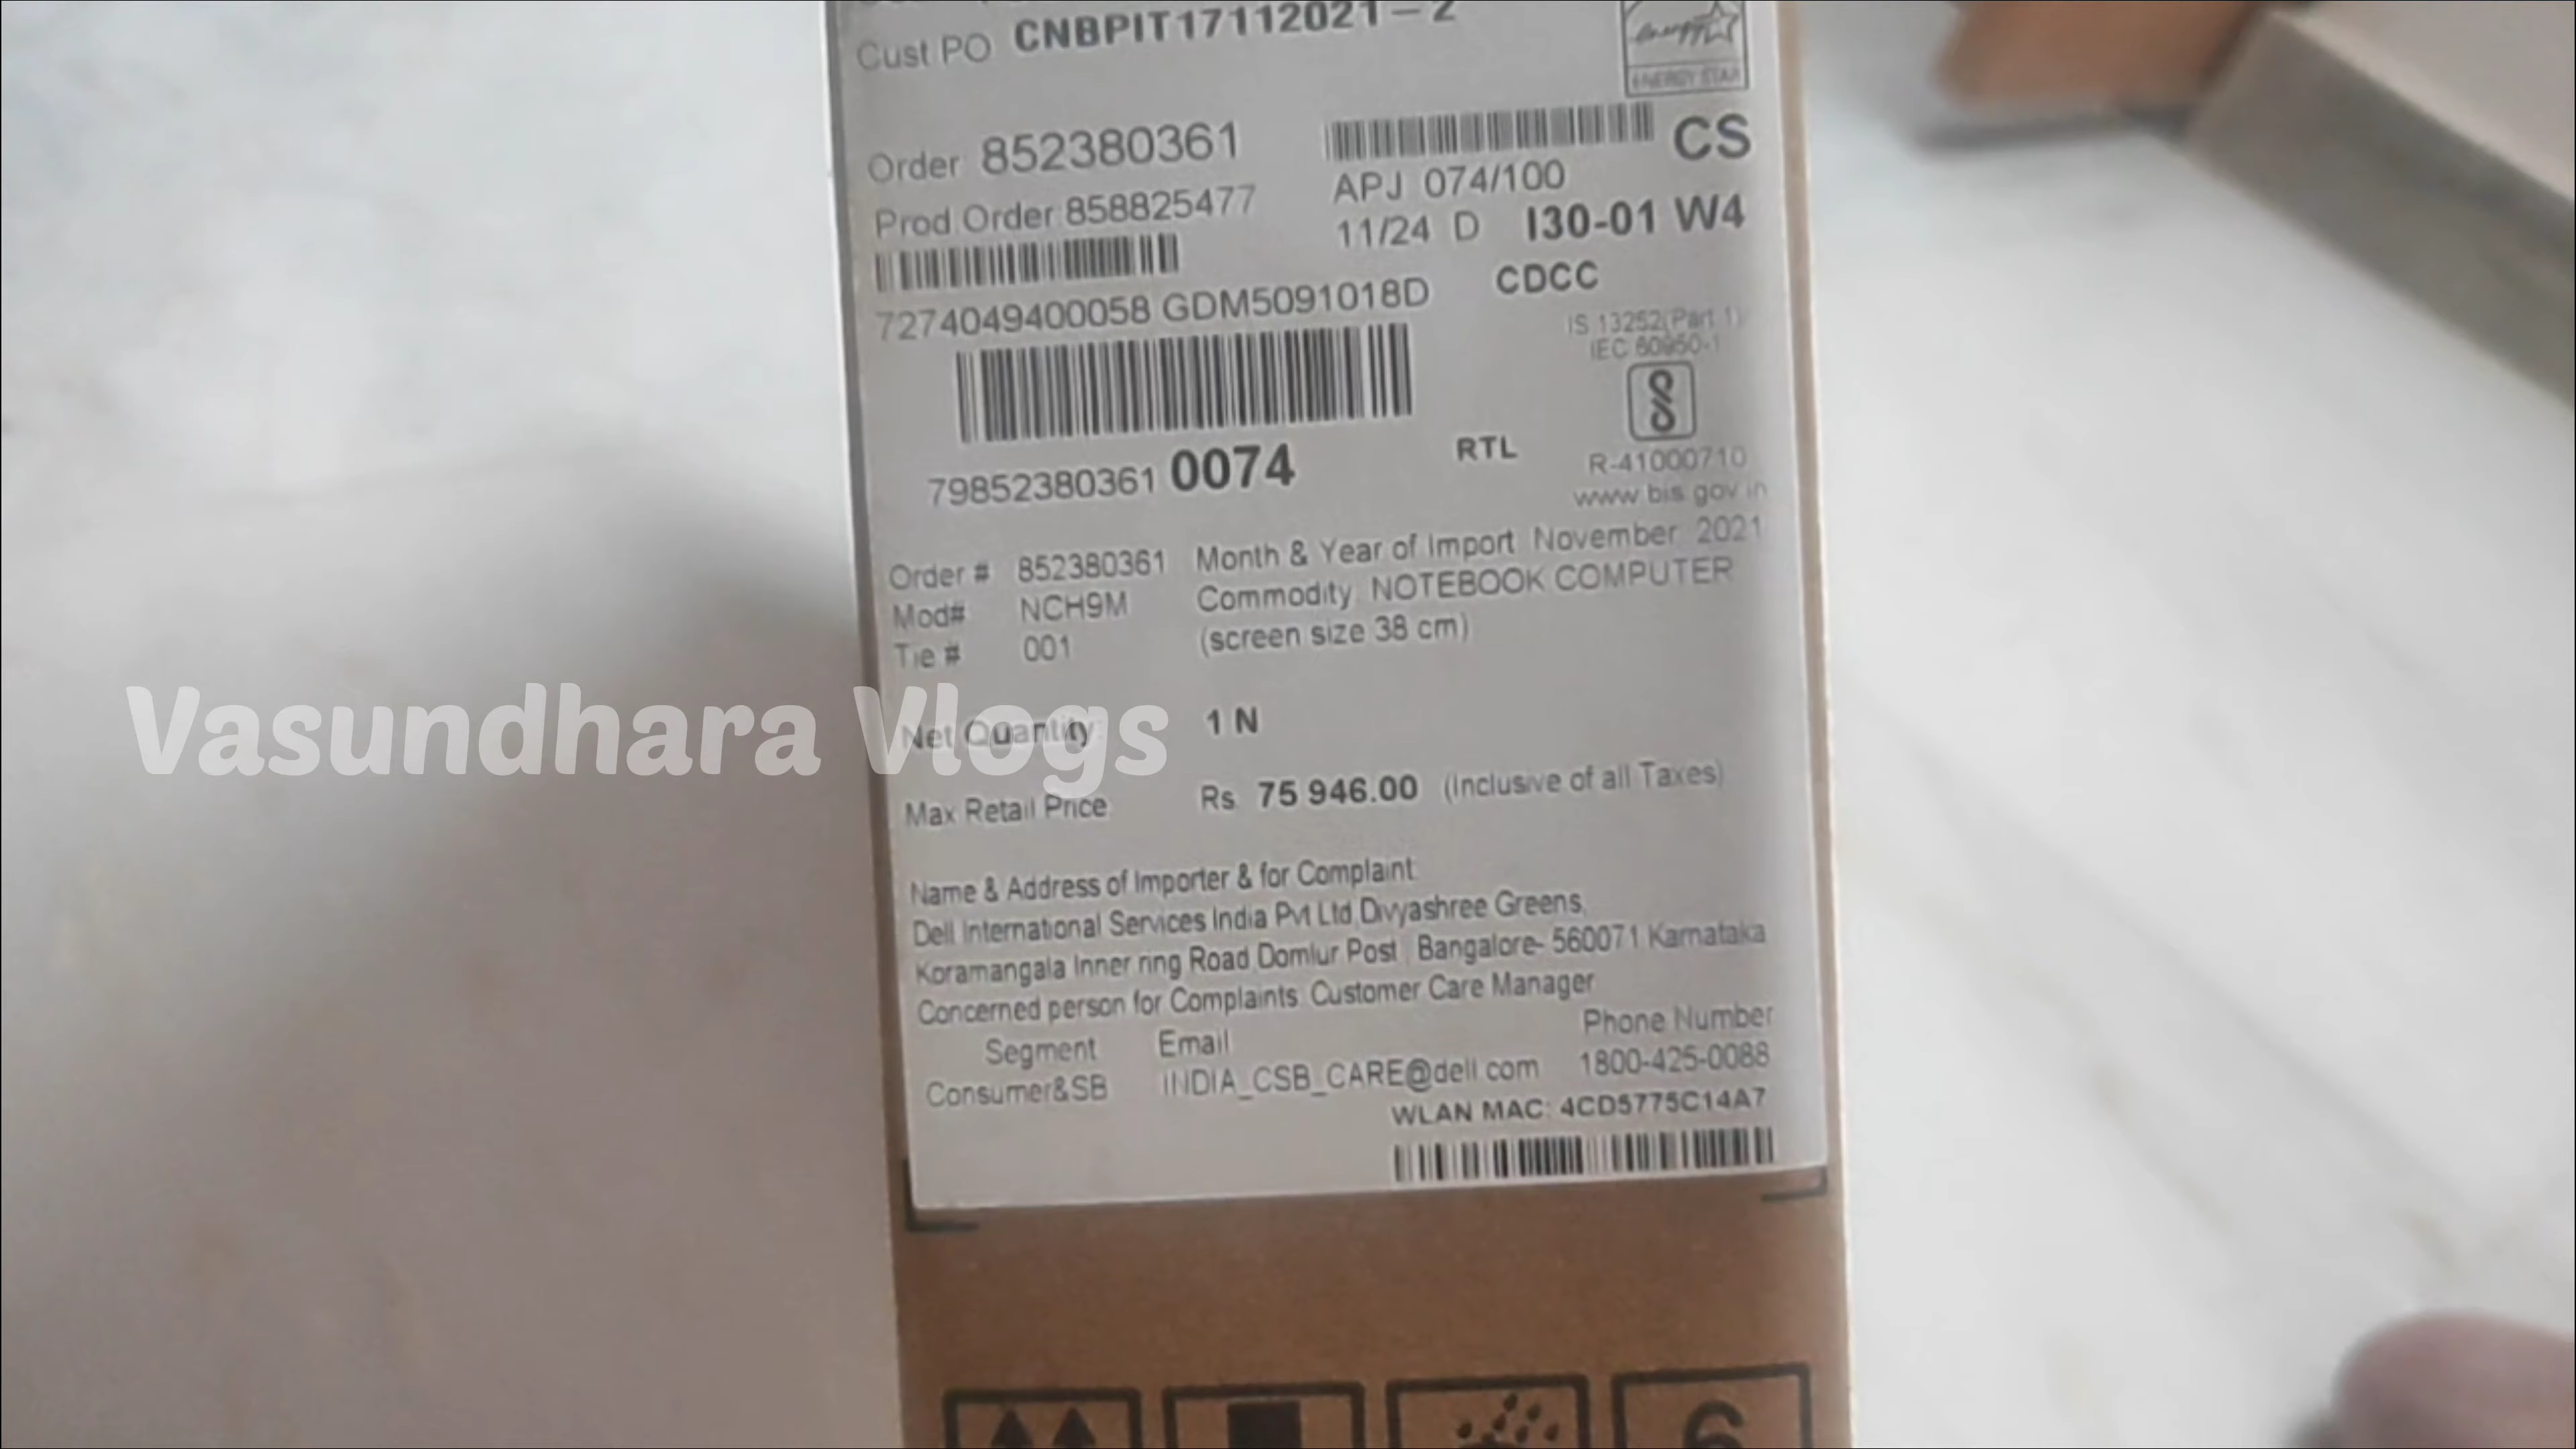 Cust PO CNBPIT17112021-2
energy
ENERGY STAR
Order 852380361
CS
Prod Order 858825477
APJ 074/100
11/24 D I30-01 W4
7274049400058 GDM5091018D
CDCC
IS 13252(Part 1)
IEC 60950-1
79852380361 0074
RTL
R-41000710
www.bis.gov.in
Order # 852380361 Month & Year of Import November 2021
Mod# NCH9M Commodity NOTEBOOK COMPUTER
Tie # 001 (screen size 38 cm)
Vasundhara Vlogs
Net Quantity 1 N
Max Retail Price Rs 75 946.00 (Inclusive of all Taxes)
Name & Address of Importer & for Complaint
Dell International Services India Pvt Ltd,Divyashree Greens,
Koramangala Inner ring Road Domlur Post Bangalore- 560071 Karnataka
Concerned person for Complaints Customer Care Manager
Segment Email Phone Number
Consumer&SB INDIA_CSB_CARE@dell.com 1800-425-0088
WLAN MAC: 4CD5775C14A7
6